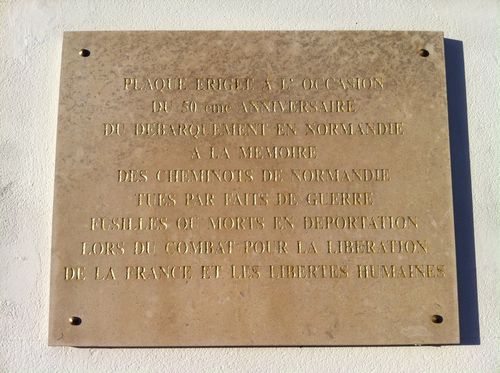 PLAQUE ERIGEE A L' OCCASION
DU 50 eme ANNIVERSAIRE
DU DEBARQUEMENT EN NORMANDIE
A LA MEMOIRE
DES CHEMINOTS DE NORMANDIE
TUES PAR FAITS DE GUERRE
FUSILLES OU MORTS EN DEPORTATION
LORS DU COMBAT POUR LA LIBERATION
DE LA FRANCE ET LES LIBERTES HUMAINES